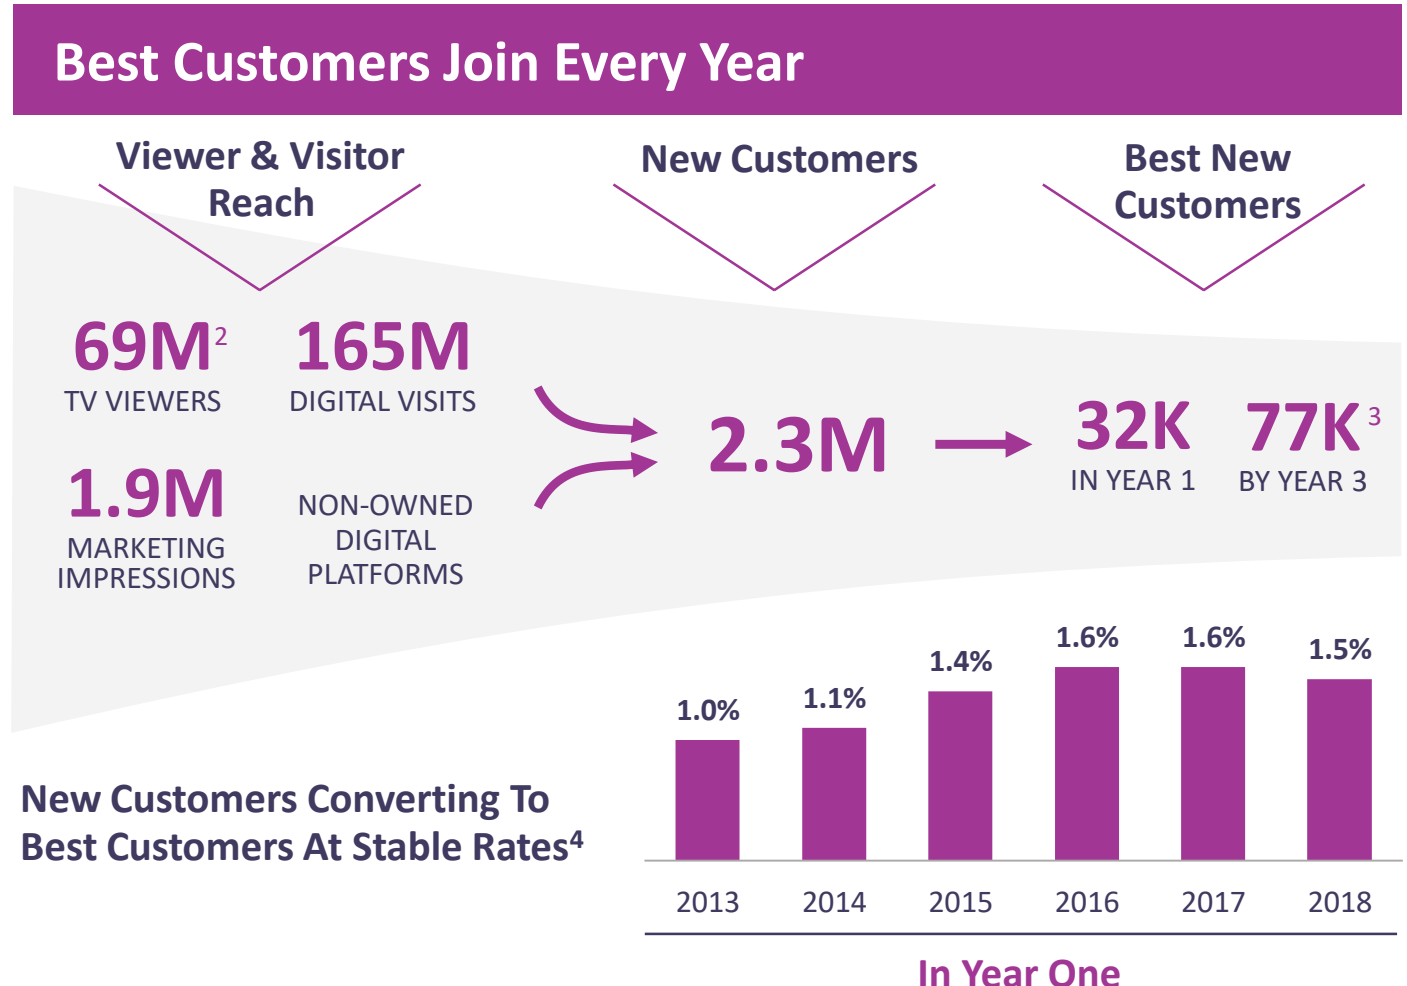 Best Customers Join Every Year
Viewer & Visitor
Reach
New Customers
Best New
Customers
69M2
TV VIEWERS
165M
DIGITAL VISITS
1.9M
MARKETING
IMPRESSIONS
NON-OWNED
DIGITAL
PLATFORMS
2.3M
32K
IN YEAR 1
77K3
BY YEAR 3
New Customers Converting To
Best Customers At Stable Rates4
1.0%
1.1%
1.4%
1.6%
1.6%
1.5%
2013
2014
2015
2016
2017
2018
In Year One